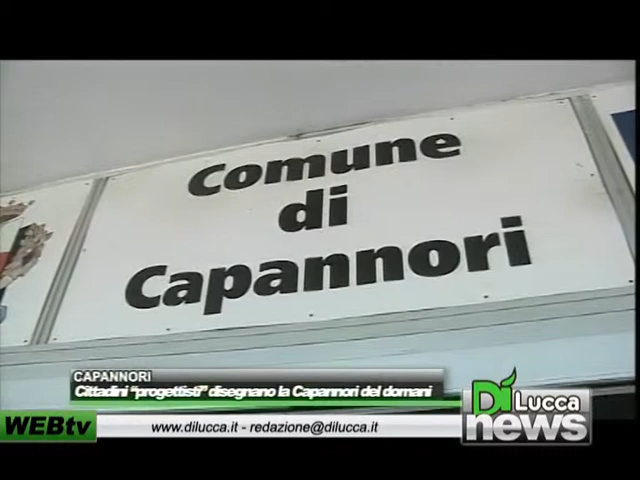 Comune
di
Capannori
CAPANNORI
Cittadini "progettisti" disegnano la Capannori del domani
WEBtv
www.dilucca.it - redazione@dilucca.it
Dì LUCCA
news